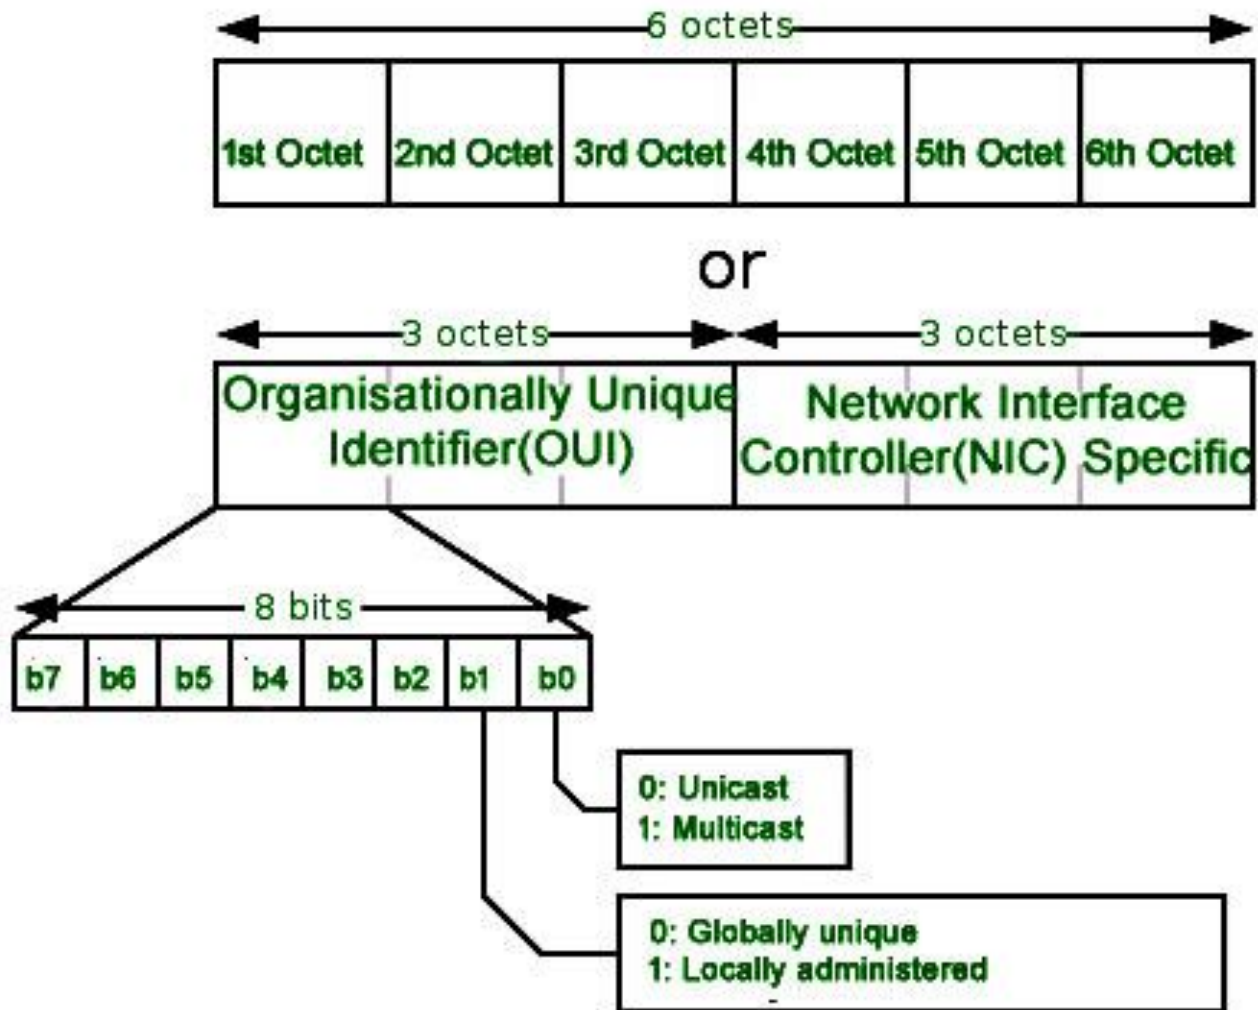 6 octets
1st Octet 2nd Octet 3rd Octet 4th Octet 5th Octet 6th Octet
or
3 octets 3 octets
Organisationally Unique
Identifier(OUI)
Network Interface
Controller(NIC) Specific
8 bits
b7 b6 b5 b4 b3 b2 b1 b0
0: Unicast
1: Multicast
0: Globally unique
1: Locally administered